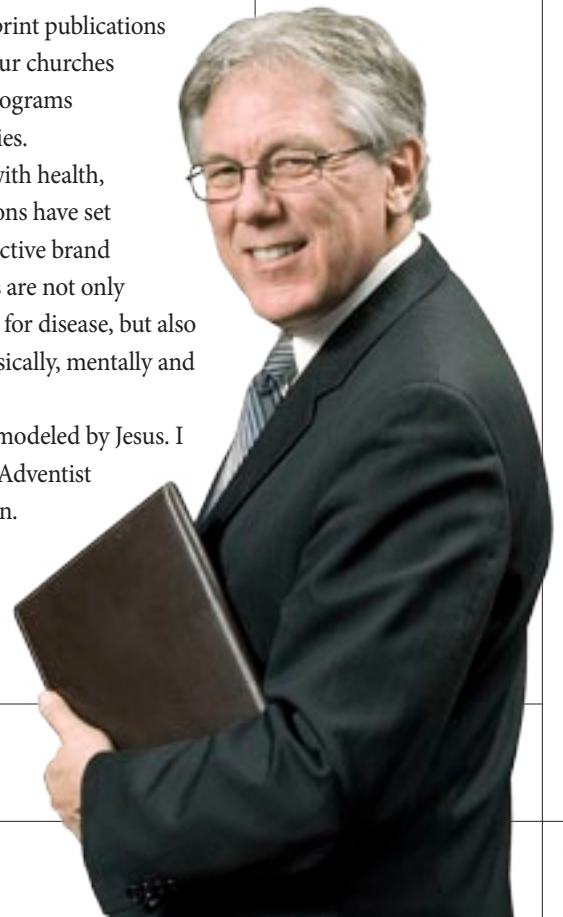 print publications
ur churches
ograms
ies.
with health,
ons have set
ctive brand
s are not only
for disease, but also
sically, mentally and
modeled by Jesus. I
Adventist
n.